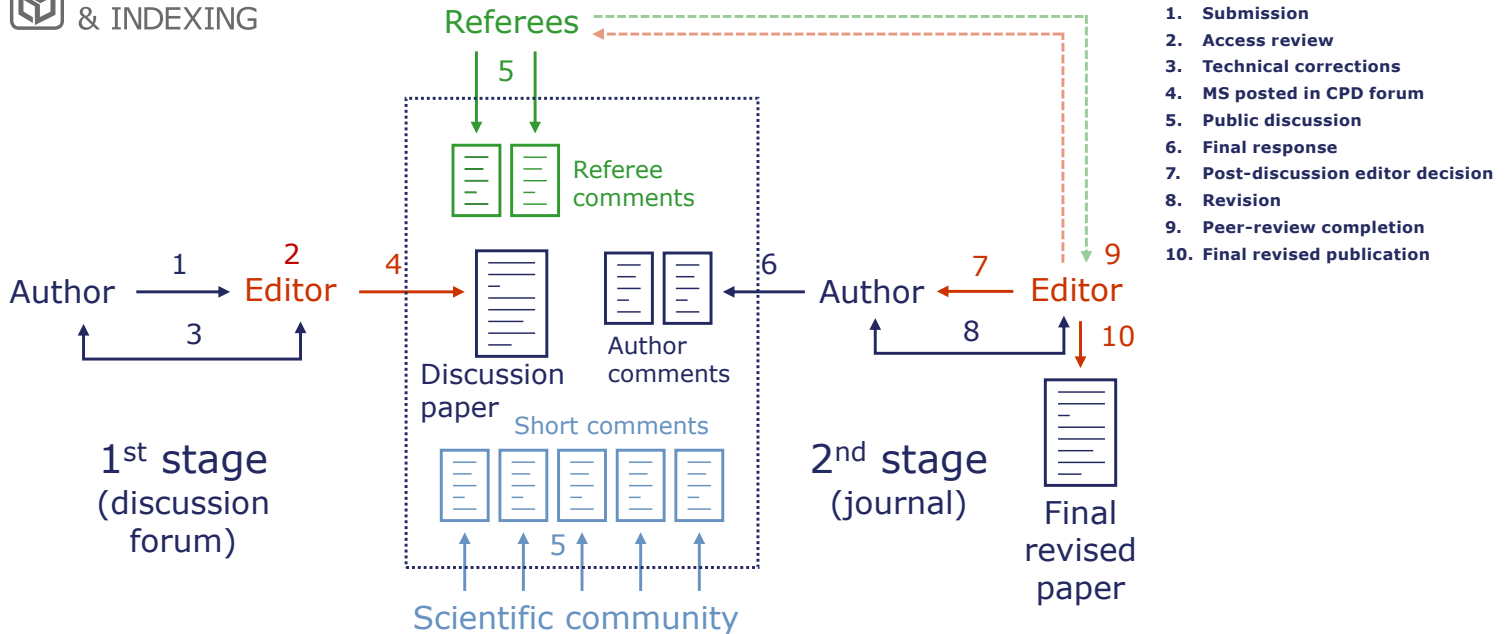 & INDEXING
Referees
5
Referee
comments
1
2
4
Author
Editor
3
Discussion
paper
6
Author
comments
7
9
Author
Editor
8
10
Short comments
5
Scientific community
1st stage
(discussion
forum)
2nd stage
(journal)
Final
revised
paper
1. Submission
2. Access review
3. Technical corrections
4. MS posted in CPD forum
5. Public discussion
6. Final response
7. Post-discussion editor decision
8. Revision
9. Peer-review completion
10. Final revised publication